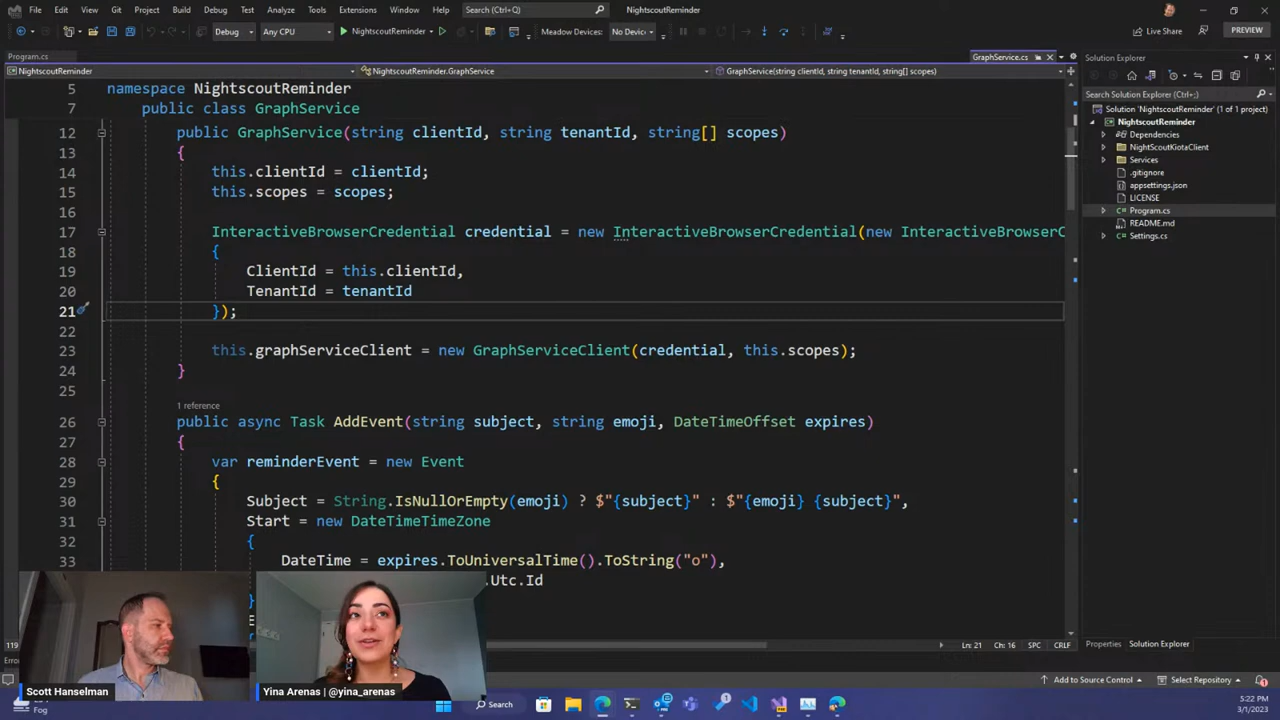 File Edit View Git Project Build Debug Test Analyze Tools Extensions Window Help Search (Ctrl+Q) NightscoutReminder
Debug Any CPU NightscoutReminder Meadow Devices: No Devic Live Share PREVIEW
Program.cs GraphService.cs
NightscoutReminder NightscoutReminder.GraphService GraphService(string clientId, string tenantId, string[] scopes)
5 namespace NightscoutReminder
7 public class GraphService
12 public GraphService(string clientId, string tenantId, string[] scopes)
13 {
14 this.clientId = clientId;
15 this.scopes = scopes;
16
17 InteractiveBrowserCredential credential = new InteractiveBrowserCredential(new InteractiveBrowserC
18 {
19 ClientId = this.clientId,
20 TenantId = tenantId
21 });
22
23 this.graphServiceClient = new GraphServiceClient(credential, this.scopes);
24 }
25
1 reference
26 public async Task AddEvent(string subject, string emoji, DateTimeOffset expires)
27 {
28 var reminderEvent = new Event
29 {
30 Subject = String.IsNullOrEmpty(emoji) ? $"{subject}" : $"{emoji} {subject}",
31 Start = new DateTimeTimeZone
32 {
33 DateTime = expires.ToUniversalTime().ToString("o"),
.Utc.Id
}
E
{
119
Ln: 21 Ch: 16 SPC CRLF
Solution Explorer
Search Solution Explorer (Ctrl+;)
Solution 'NightscoutReminder' (1 of 1 project)
NightscoutReminder
Dependencies
NightScoutKiotaClient
Services
.gitignore
appsettings.json
LICENSE
Program.cs
README.md
Settings.cs
Properties Solution Explorer
Add to Source Control Select Repository
Scott Hanselman
Yina Arenas | @yina_arenas
Fog
Search
5:22 PM
3/1/2023